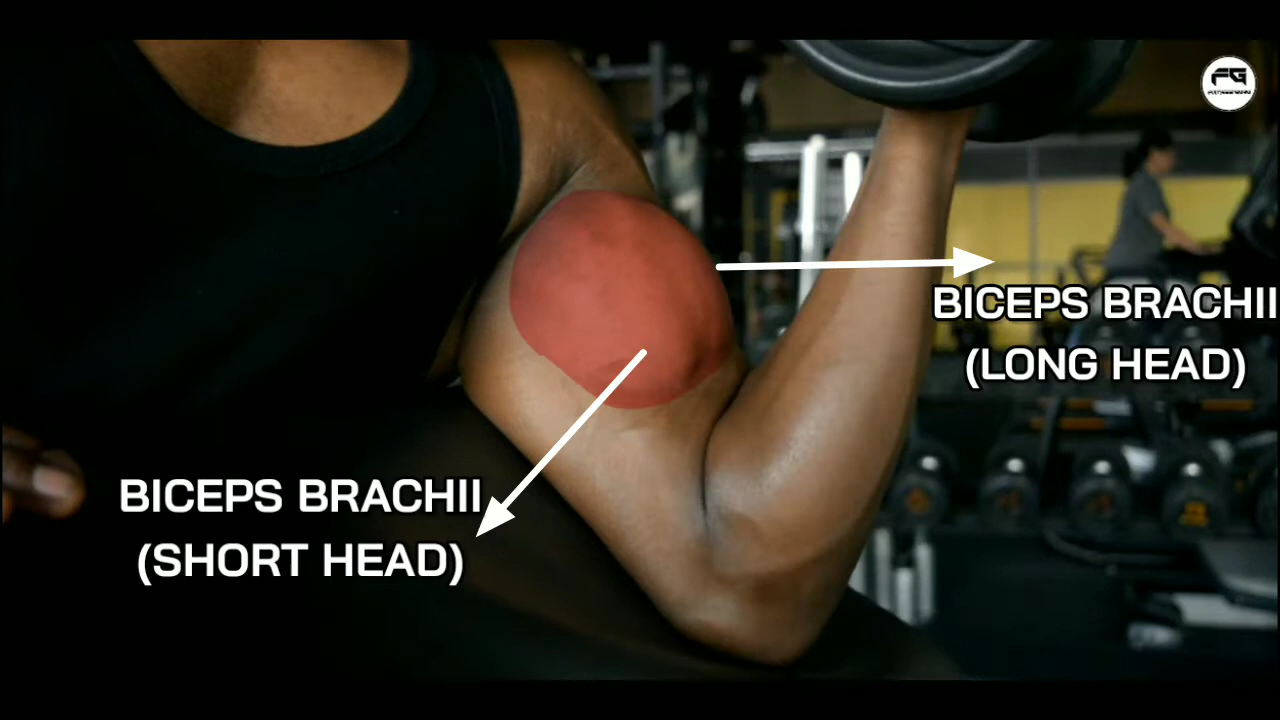 FG
BICEPS BRACHII
(LONG HEAD)
BICEPS BRACHII
(SHORT HEAD)